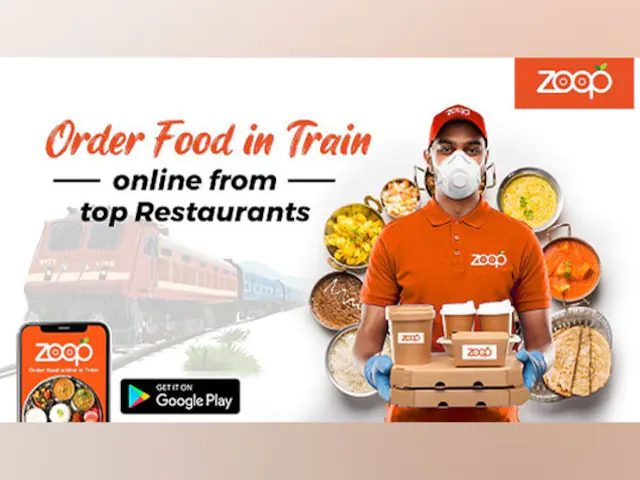 zoop
Order Food in Train
online from
top Restaurants
zoop
zoop
zoop
zoop
Order food online in Train
GET IT ON
Google Play